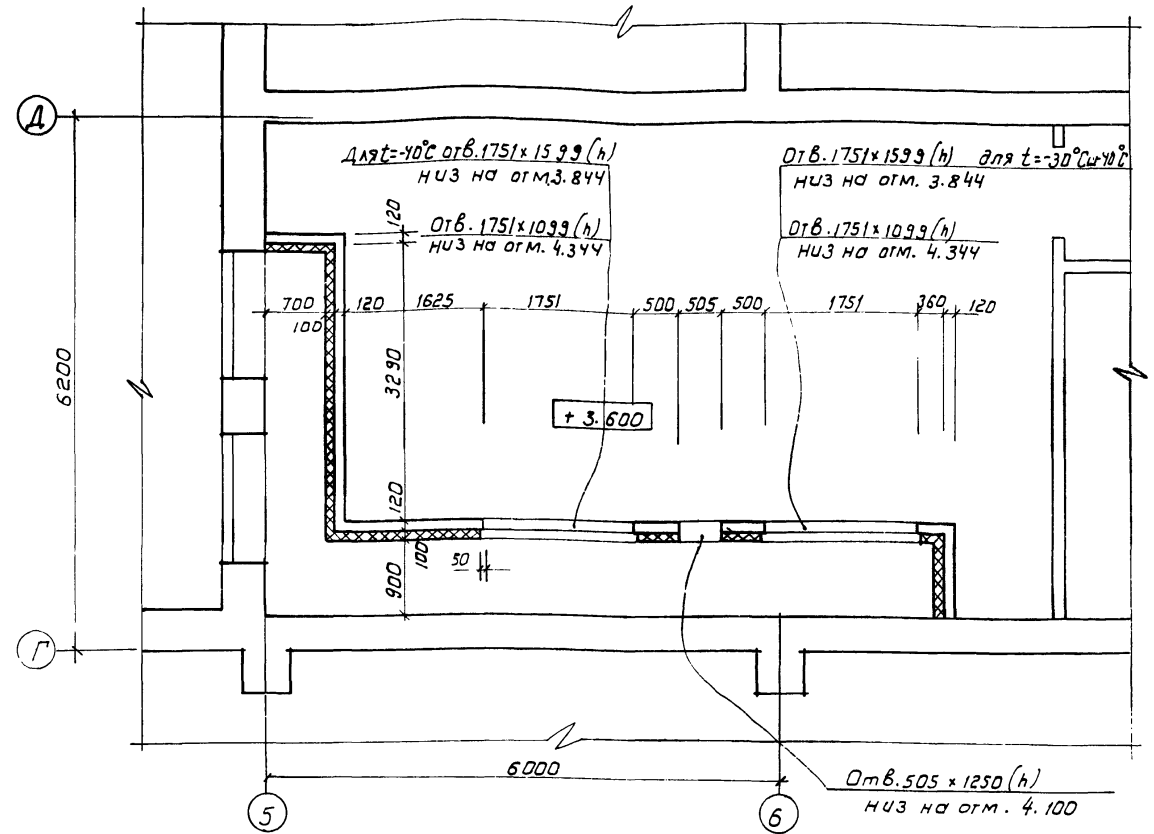 Д
Для t=-40°C отв.1751×1599(h)
низ на отм.3.844
Отв.1751×1599(h) для t=-30°C и-40°C
низ на отм. 3.844
120
Отв.1751×1099(h)
низ на отм. 4.344
Отв.1751×1099(h)
низ на отм. 4.344
700 120 1625 1751 500 505 500 1751 360 120
100
6200
3290
+ 3.600
120
100
50
900
Г
6000
Отв.505 × 1250(h)
низ на отм. 4.100
5
6